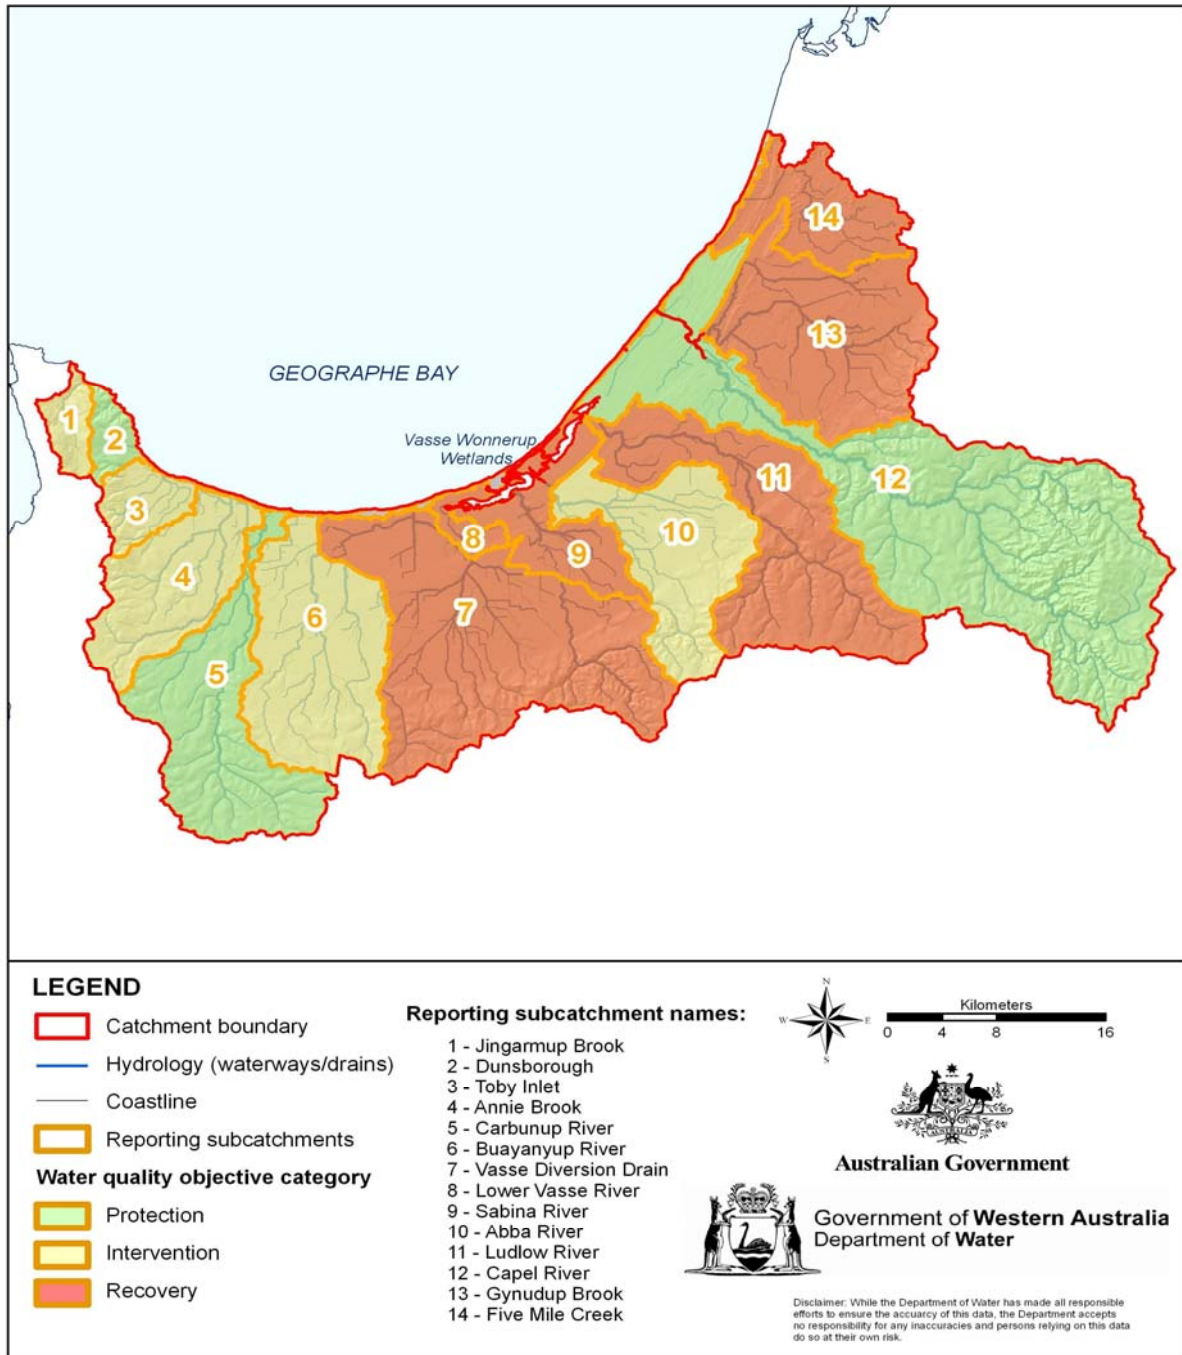 14
13
GEOGRAPHE BAY
1
2
Vasse Wonnerup
Wetlands
12
11
3
10
8
9
4
7
6
5
LEGEND
Catchment boundary
Hydrology (waterways/drains)
Coastline
Reporting subcatchments
Water quality objective category
Protection
Intervention
Recovery
Reporting subcatchment names:
1 - Jingarmup Brook
2 - Dunsborough
3 - Toby Inlet
4 - Annie Brook
5 - Carbunup River
6 - Buayanyup River
7 - Vasse Diversion Drain
8 - Lower Vasse River
9 - Sabina River
10 - Abba River
11 - Ludlow River
12 - Capel River
13 - Gynudup Brook
14 - Five Mile Creek
N
W E
S
Kilometers
0 4 8 16
AUSTRALIA
Australian Government
Government of Western Australia
Department of Water
Disclaimer: While the Department of Water has made all responsible
efforts to ensure the accuarcy of this data, the Department accepts
no responsibility for any inaccuracies and persons relying on this data
do so at their own risk.